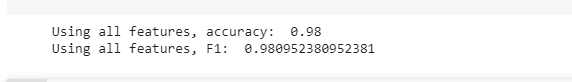 Using all features, accuracy:  0.98
Using all features, F1:  0.980952380952381